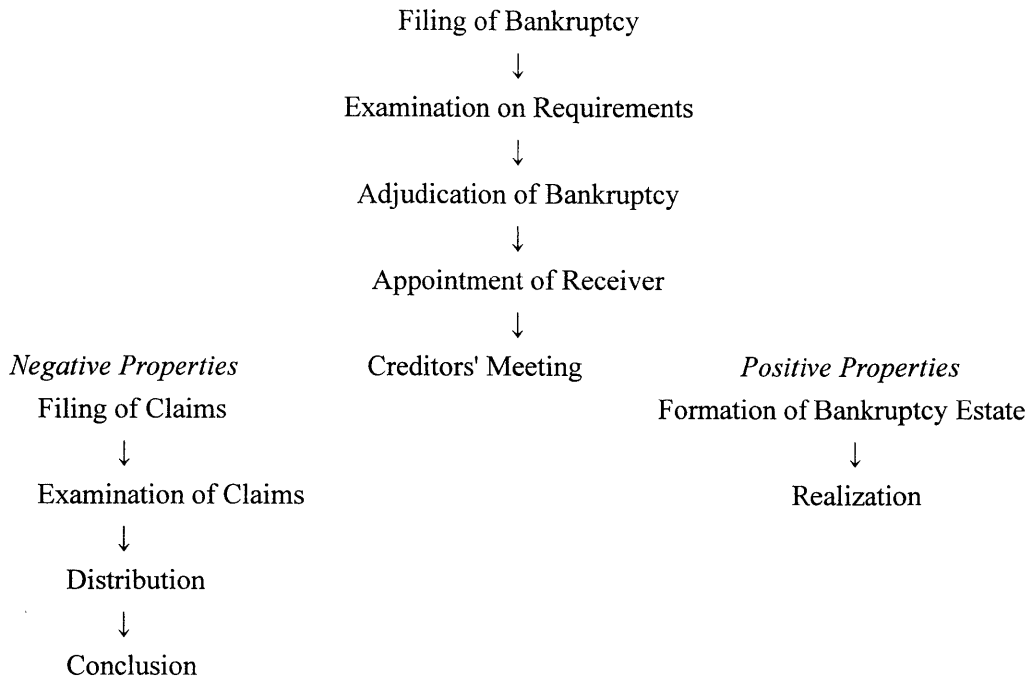 Filing of Bankruptcy
↓
Examination on Requirements
↓
Adjudication of Bankruptcy
↓
Appointment of Receiver
↓
Negative Properties Creditors' Meeting Positive Properties
Filing of Claims Formation of Bankruptcy Estate
↓ ↓
Examination of Claims Realization
↓
Distribution
↓
Conclusion